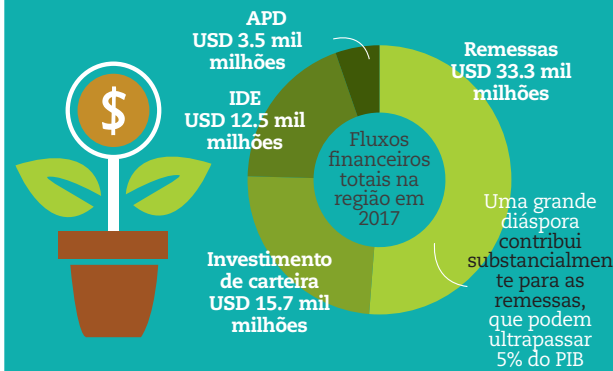 APD
USD 3.5 mil
milhões
IDE
USD 12.5 mil
milhões
Investimento
de carteira
USD 15.7 mil
milhões
Fluxos
financeiros
totais na
região em
2017
Remessas
USD 33.3 mil
milhões
Uma grande
diáspora
contribui
substancialmen
te para as
remessas,
que podem
ultrapassar
5% do PIB
$